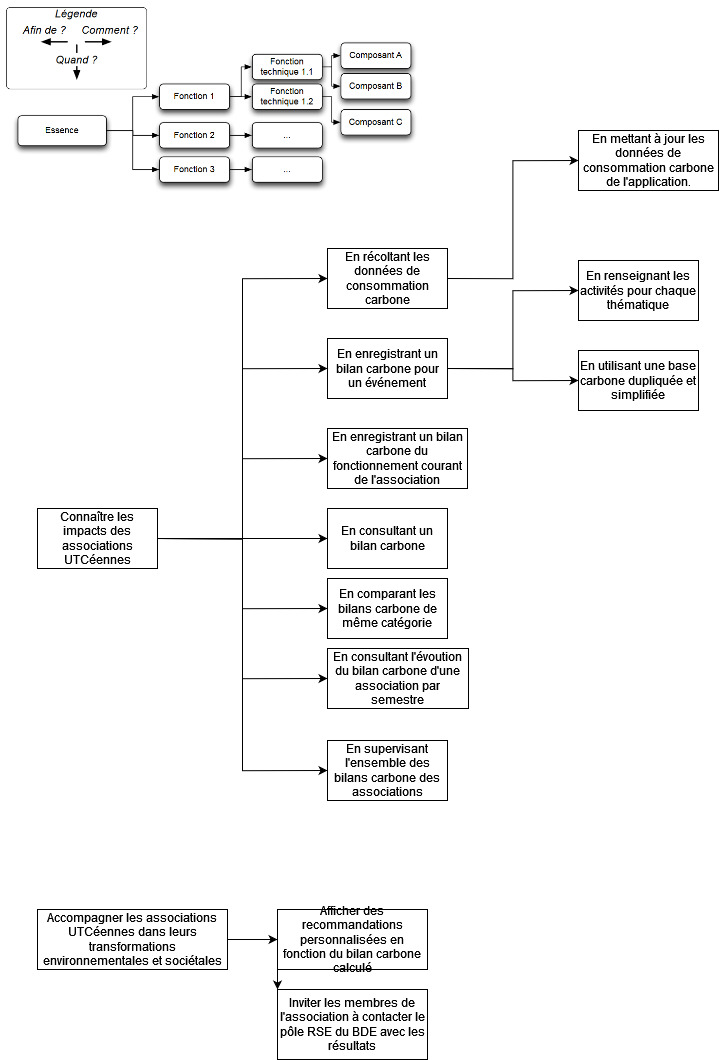 Légende
Afin de ?
Comment ?
Quand ?
Essence
Fonction 1
Fonction 2
Fonction 3
Fonction
technique 1.1
Fonction
technique 1.2
...
...
Composant A
Composant B
Composant C
En mettant à jour les
données de
consommation carbone
de l'application.
En récoltant les
données de
consommation
carbone
En renseignant les
activités pour chaque
thématique
En enregistrant un
bilan carbone pour
un événement
En utilisant une base
carbone dupliquée et
simplifiée
En enregistrant un bilan
carbone du
fonctionnement courant
de l'association
Connaître les
impacts des
associations
UTCéennes
En consultant un
bilan carbone
En comparant les
bilans carbone de
même catégorie
En consultant l'évoution
du bilan carbone d'une
association par
semestre
En supervisant
l'ensemble des
bilans carbone des
associations
Accompagner les associations
UTCéennes dans leurs
transformations
environnementales et sociétales
Afficher des
recommandations
personnalisées en
fonction du bilan carbone
calculé
Inviter les membres de
l'association à contacter le
pôle RSE du BDE avec les
résultats